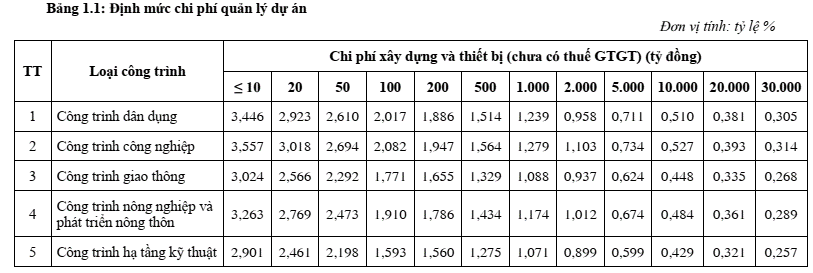 Bảng 1.1: Định mức chi phí quản lý dự án
Đơn vị tính: tỷ lệ %
TT Loại công trình Chi phí xây dựng và thiết bị (chưa có thuế GTGT) (tỷ đồng)
≤ 10 20 50 100 200 500 1.000 2.000 5.000 10.000 20.000 30.000
1 Công trình dân dụng 3,446 2,923 2,610 2,017 1,886 1,514 1,239 0,958 0,711 0,510 0,381 0,305
2 Công trình công nghiệp 3,557 3,018 2,694 2,082 1,947 1,564 1,279 1,103 0,734 0,527 0,393 0,314
3 Công trình giao thông 3,024 2,566 2,292 1,771 1,655 1,329 1,088 0,937 0,624 0,448 0,335 0,268
4 Công trình nông nghiệp và
phát triển nông thôn 3,263 2,769 2,473 1,910 1,786 1,434 1,174 1,012 0,674 0,484 0,361 0,289
5 Công trình hạ tầng kỹ thuật 2,901 2,461 2,198 1,593 1,560 1,275 1,071 0,899 0,599 0,429 0,321 0,257